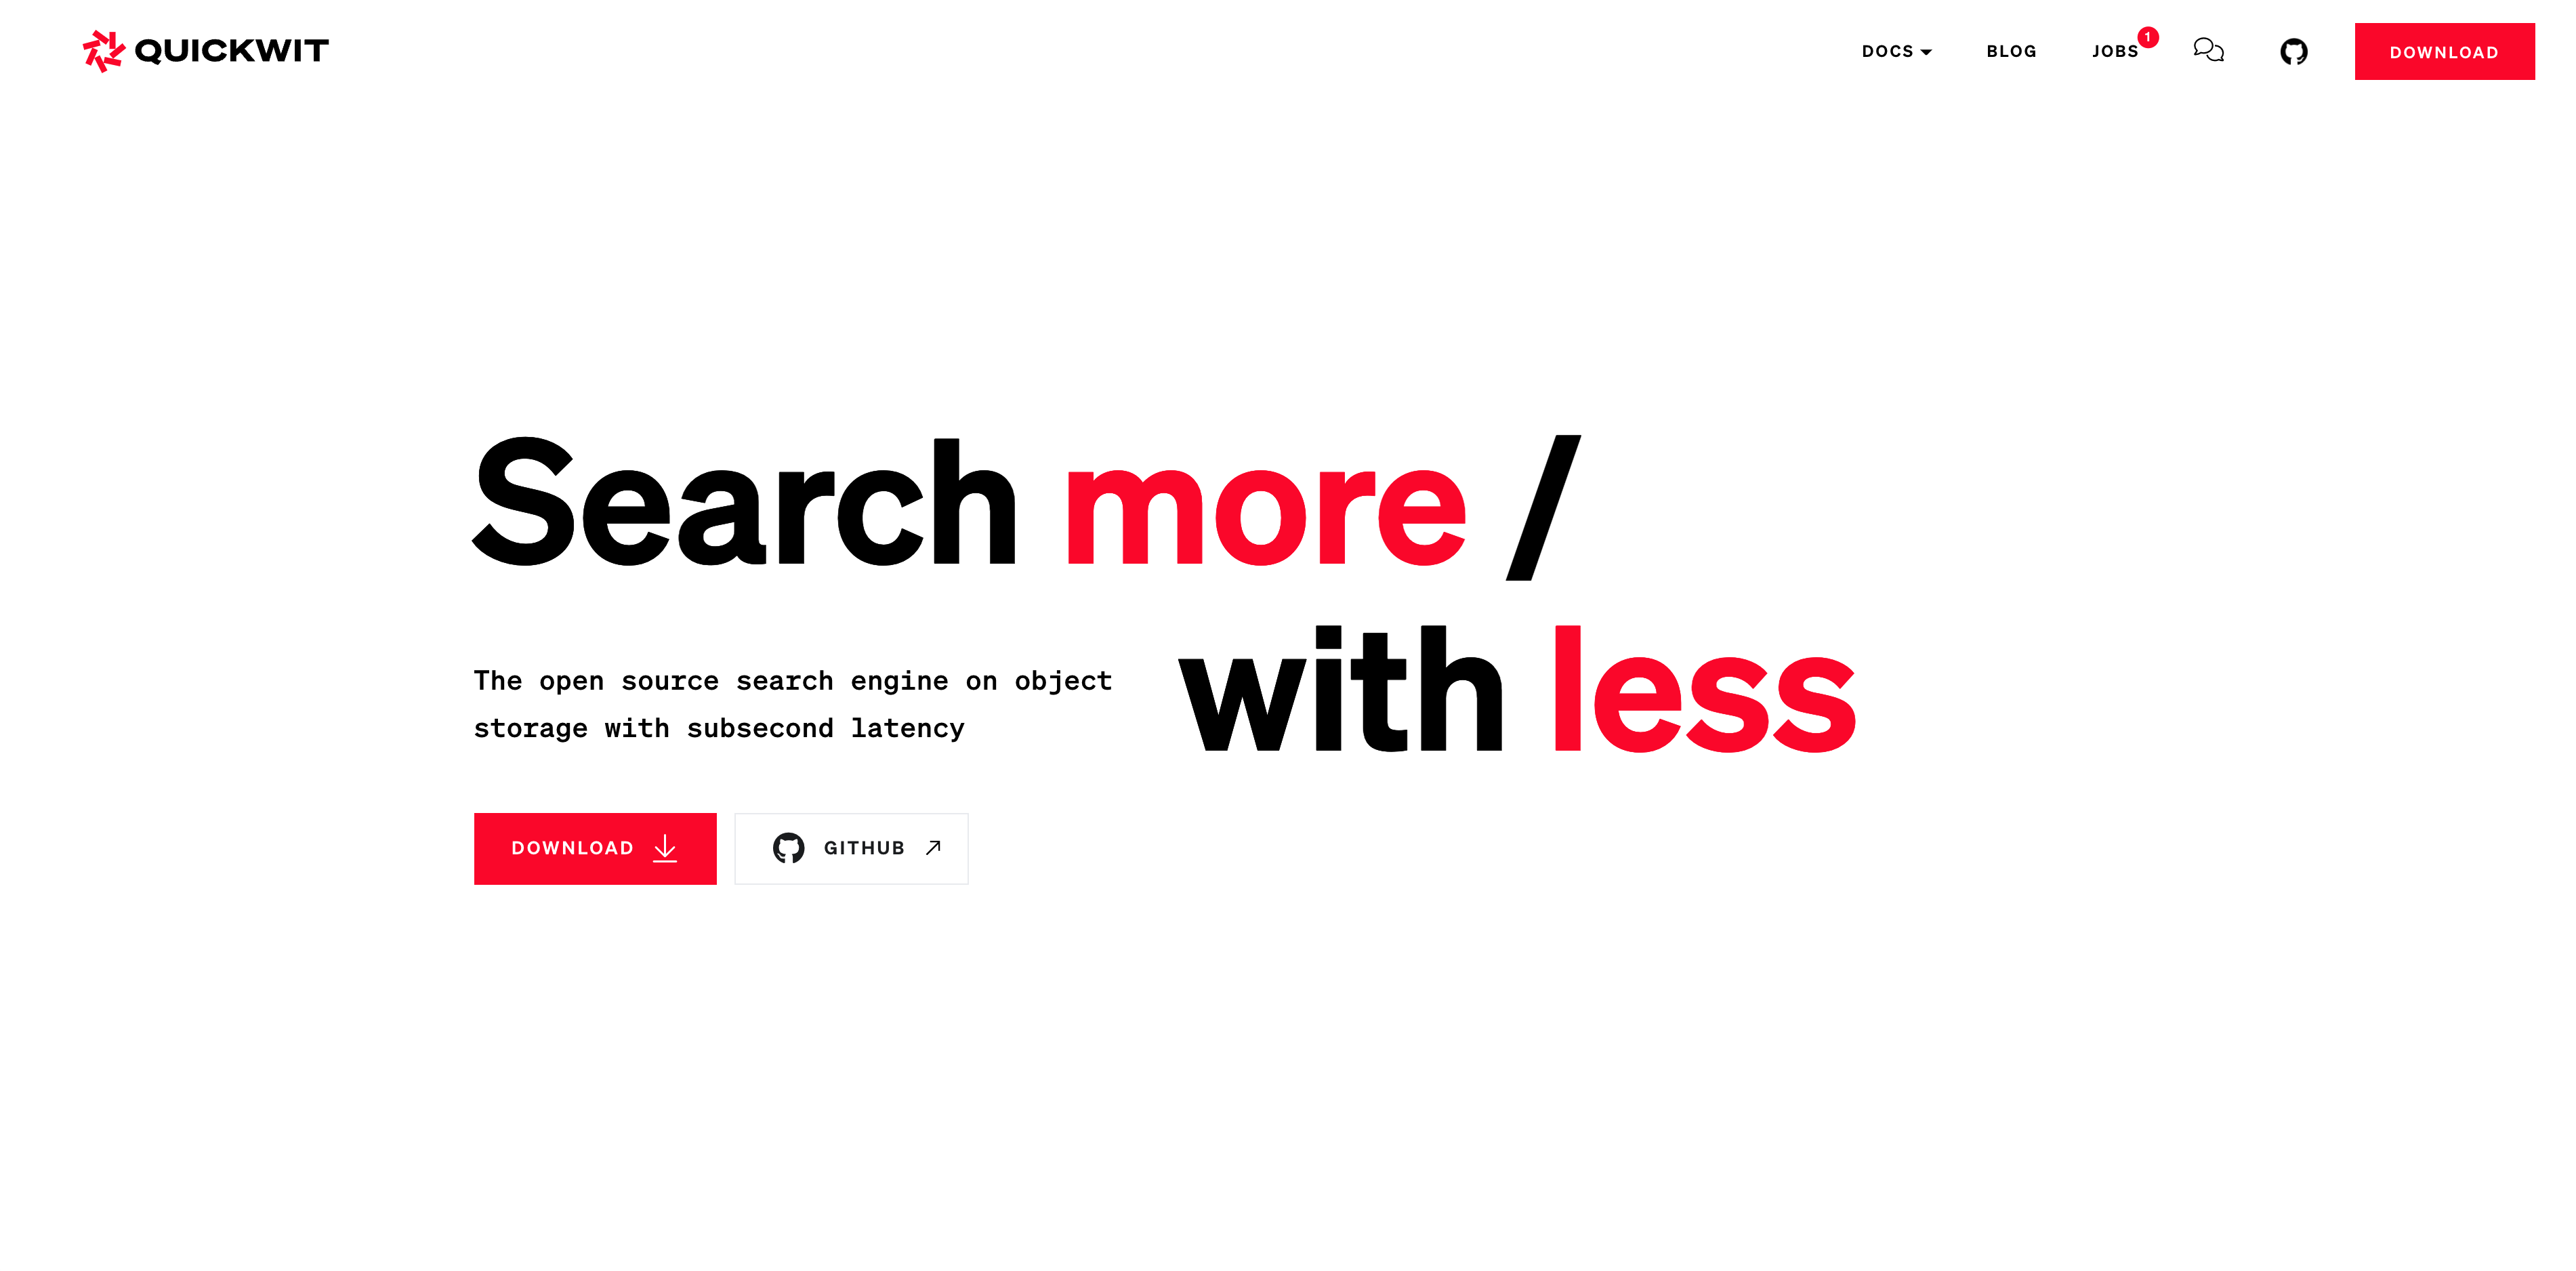 QUICKWIT
DOCS
BLOG
JOBS
1
DOWNLOAD
Search more /
with less
The open source search engine on object
storage with subsecond latency
DOWNLOAD
GITHUB